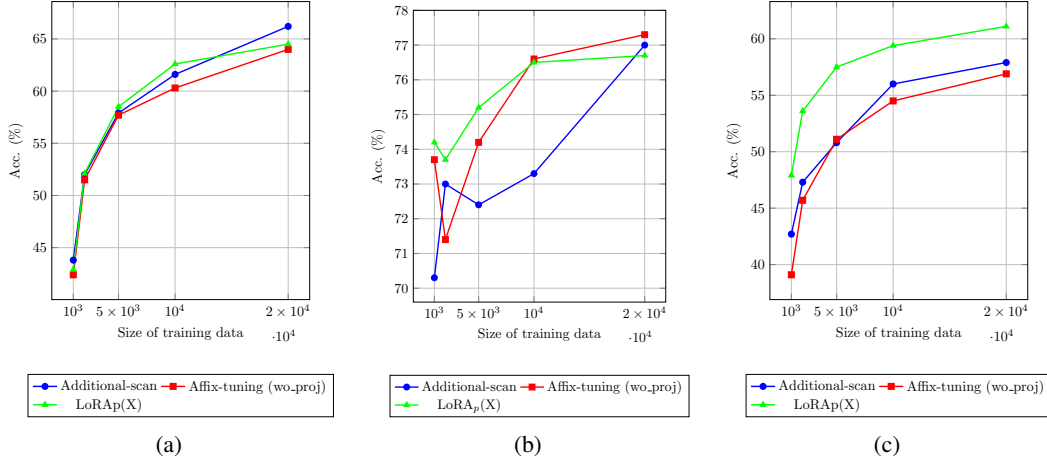 65
60
55
50
45
Acc. (%)
10³
5 × 10³
10⁴
2 × 10⁴
Size of training data
·10⁴
Additional-scan
Affix-tuning (wo_proj)
LoRAp(X)
(a)
78
77
76
75
74
73
72
71
70
Acc. (%)
10³
5 × 10³
10⁴
2 × 10⁴
Size of training data
·10⁴
Additional-scan
Affix-tuning (wo_proj)
LoRAₚ(X)
(b)
60
55
50
45
40
Acc. (%)
10³
5 × 10³
10⁴
2 × 10⁴
Size of training data
·10⁴
Additional-scan
Affix-tuning (wo_proj)
LoRAp(X)
(c)